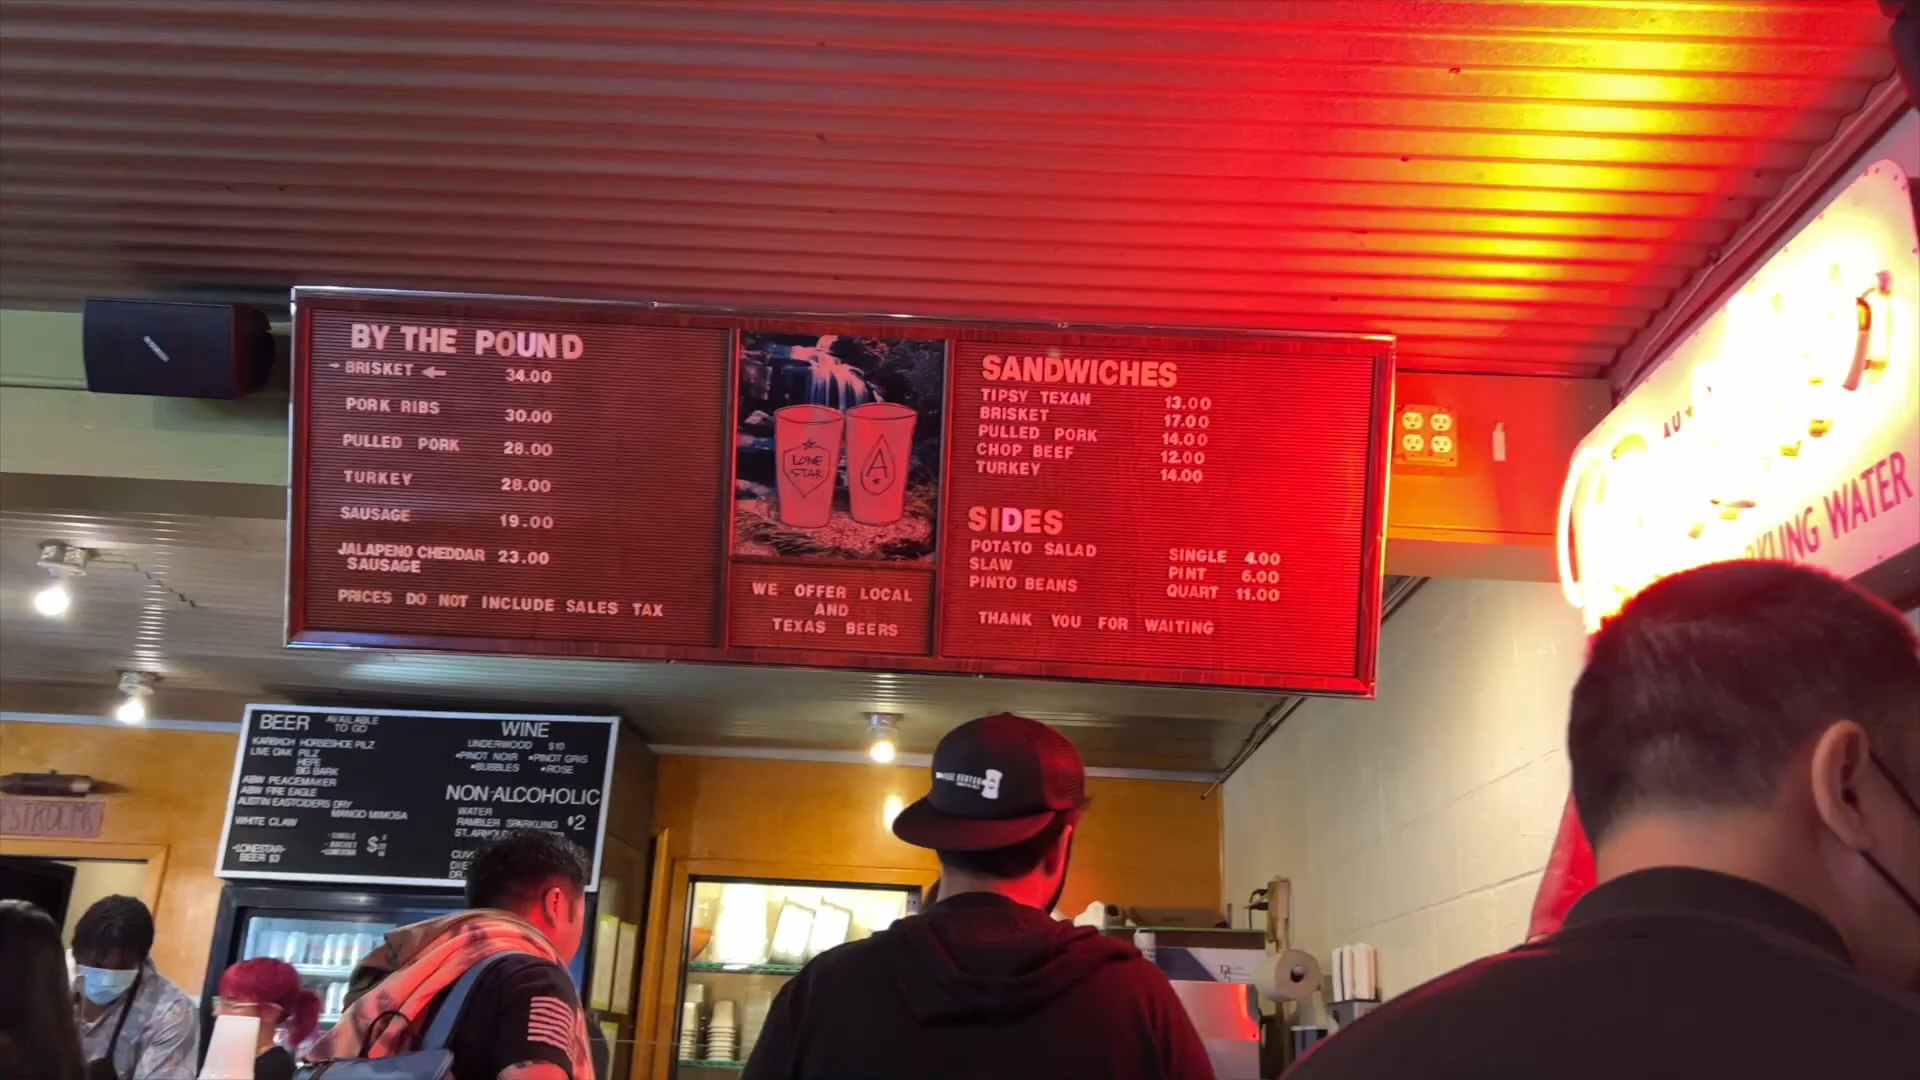 BY THE POUND
BRISKET 34.00
PORK RIBS 30.00
PULLED PORK 28.00
TURKEY 28.00
SAUSAGE 19.00
JALAPENO CHEDDAR 23.00
SAUSAGE
PRICES DO NOT INCLUDE SALES TAX
LONE
STAR
A
WE OFFER LOCAL
AND
TEXAS BEERS
SANDWICHES
TIPSY TEXAN 13.00
BRISKET 17.00
PULLED PORK 14.00
CHOP BEEF 12.00
TURKEY 14.00
SIDES
POTATO SALAD SINGLE 4.00
SLAW PINT 6.00
PINTO BEANS QUART 11.00
THANK YOU FOR WAITING
WATER
BEER AVAILABLE
TO GO
KARBACH HORSESHOE PILZ
LIVE OAK PILZ
HEFE
BIG BARK
ABW PEACEMAKER
ABW FIRE EAGLE
AUSTIN EASTCIDERS DRY
MANGO MIMOSA
WHITE CLAW
-LONESTAR-
BEER $3
WINE
UNDERWOOD $10
•PINOT NOIR •PINOT GRIS
•BUBBLES •ROSE
NON-ALCOHOLIC
WATER
RAMBLER SPARKLING $2